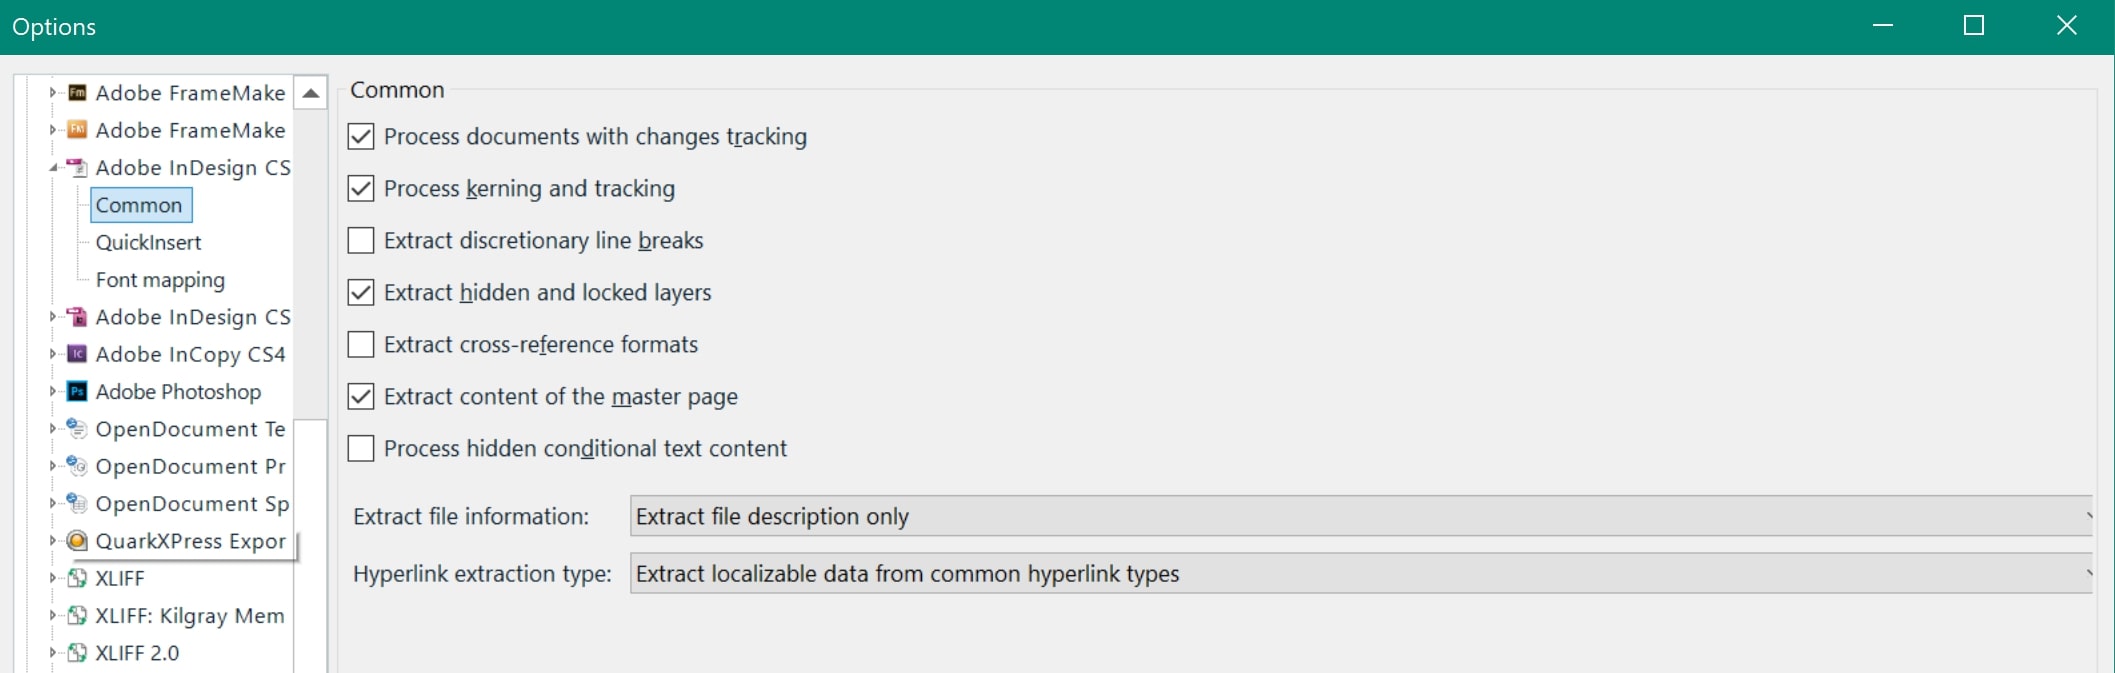 Options
Adobe FrameMake
Adobe FrameMake
Adobe InDesign CS
Common
QuickInsert
Font mapping
Adobe InDesign CS
Adobe InCopy CS4
Adobe Photoshop
OpenDocument Te
OpenDocument Pr
OpenDocument Sp
QuarkXPress Expor
XLIFF
XLIFF: Kilgray Mem
XLIFF 2.0
Common
Process documents with changes tracking
Process kerning and tracking
Extract discretionary line breaks
Extract hidden and locked layers
Extract cross-reference formats
Extract content of the master page
Process hidden conditional text content
Extract file information: Extract file description only
Hyperlink extraction type: Extract localizable data from common hyperlink types